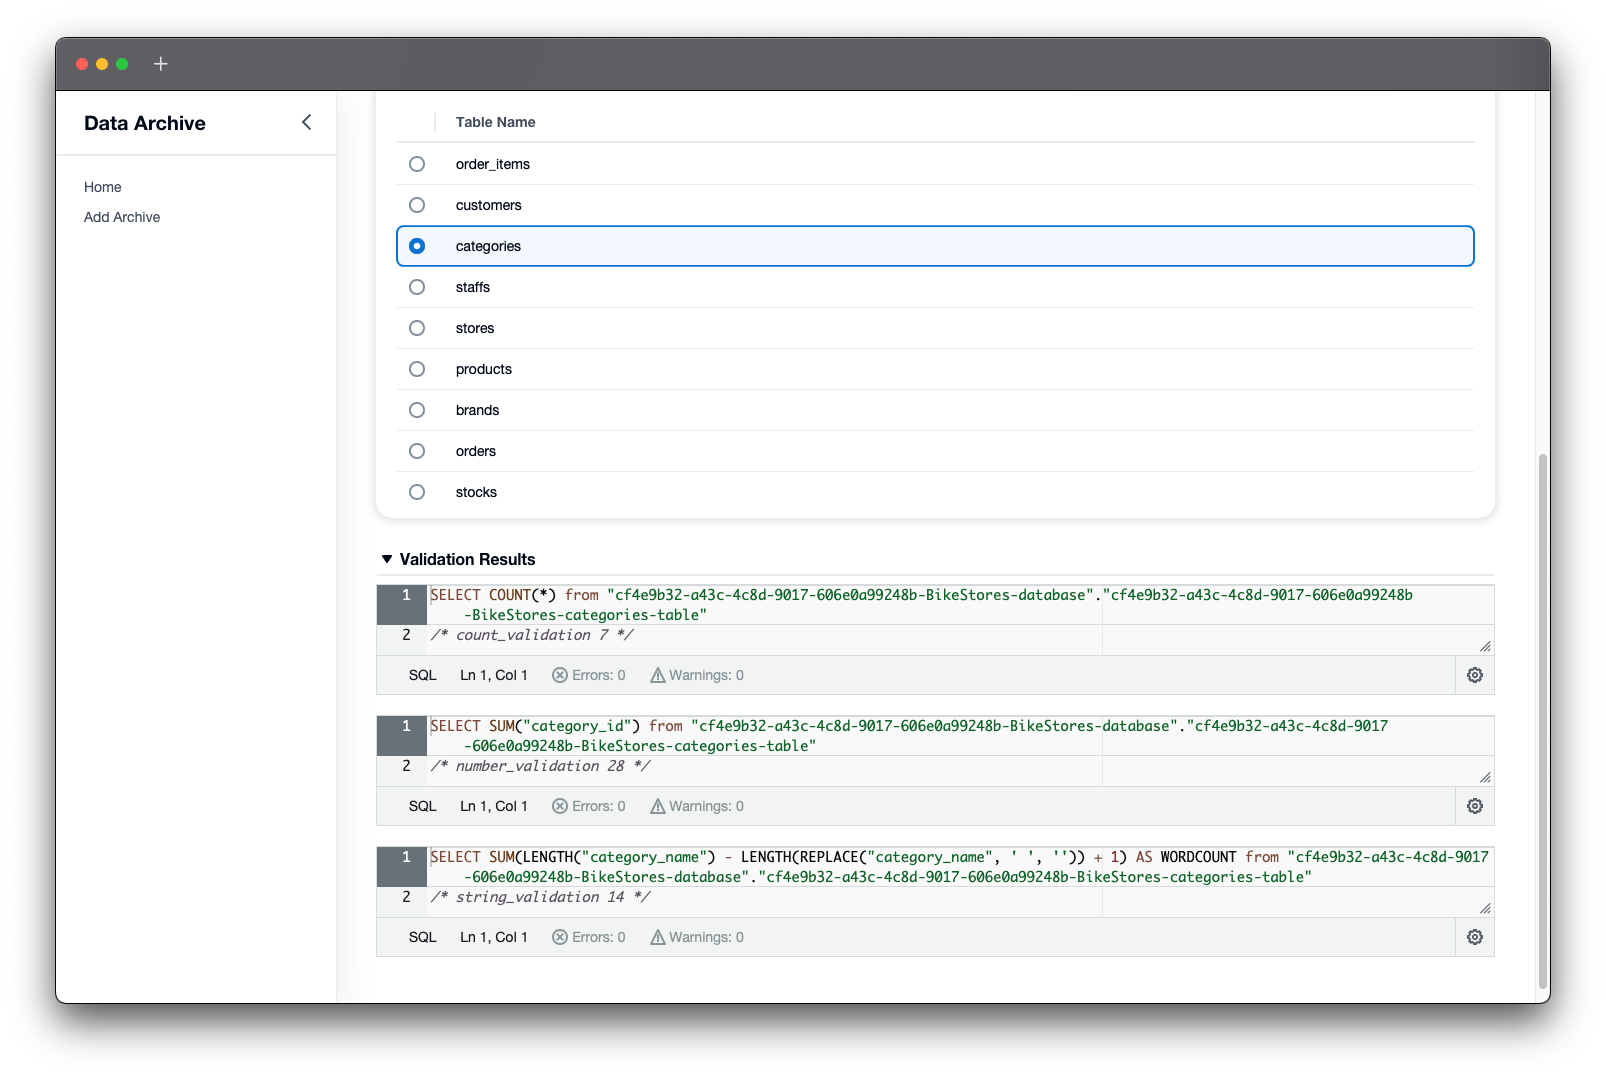 Data Archive
Home
Add Archive
Table Name
order_items
customers
categories
staffs
stores
products
brands
orders
stocks
Validation Results
1 SELECT COUNT(*) from "cf4e9b32-a43c-4c8d-9017-606e0a99248b-BikeStores-database"."cf4e9b32-a43c-4c8d-9017-606e0a99248b
-BikeStores-categories-table"
2 /* count_validation 7 */
SQL Ln 1, Col 1 Errors: 0 Warnings: 0
1 SELECT SUM("category_id") from "cf4e9b32-a43c-4c8d-9017-606e0a99248b-BikeStores-database"."cf4e9b32-a43c-4c8d-9017
-606e0a99248b-BikeStores-categories-table"
2 /* number_validation 28 */
SQL Ln 1, Col 1 Errors: 0 Warnings: 0
1 SELECT SUM(LENGTH("category_name") - LENGTH(REPLACE("category_name", ' ', '')) + 1) AS WORDCOUNT from "cf4e9b32-a43c-4c8d-9017
-606e0a99248b-BikeStores-database"."cf4e9b32-a43c-4c8d-9017-606e0a99248b-BikeStores-categories-table"
2 /* string_validation 14 */
SQL Ln 1, Col 1 Errors: 0 Warnings: 0